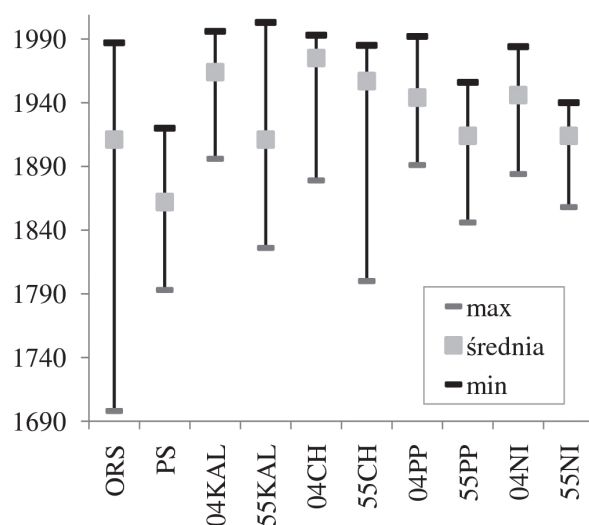 1990
1940
1890
1840
1790
1740
1690
max
średnia
min
ORS
PS
04KAL
55KAL
04CH
55CH
04PP
55PP
04NI
55NI